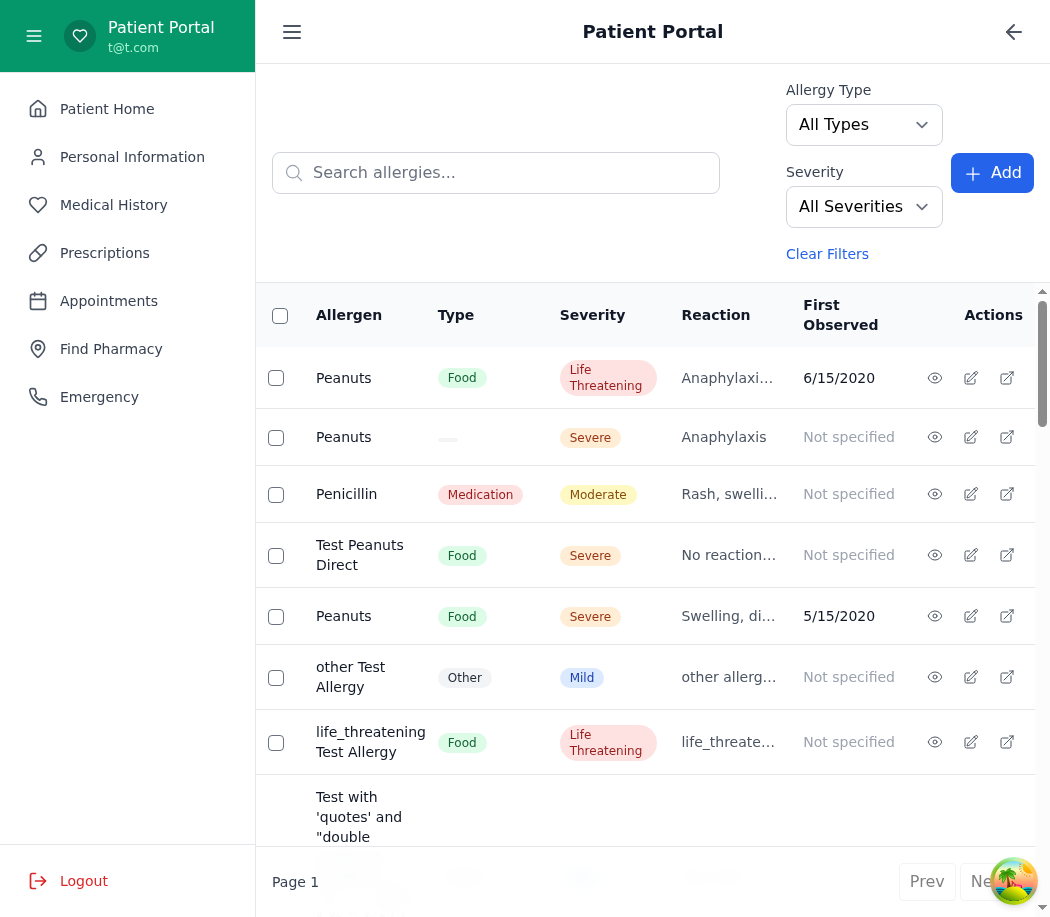 Patient Portal
t@t.com
Patient Home
Personal Information
Medical History
Prescriptions
Appointments
Find Pharmacy
Emergency
Logout
Patient Portal
Search allergies...
Allergy Type
All Types
Severity
All Severities
Clear Filters
Add
Allergen Type Severity Reaction First Observed Actions
Peanuts Food Life Threatening Anaphylaxi... 6/15/2020
Peanuts Severe Anaphylaxis Not specified
Penicillin Medication Moderate Rash, swelli... Not specified
Test Peanuts Direct Food Severe No reaction... Not specified
Peanuts Food Severe Swelling, di... 5/15/2020
other Test Allergy Other Mild other allerg... Not specified
life_threatening Test Allergy Food Life Threatening life_threate... Not specified
Test with
'quotes' and
"double
Page 1
Prev